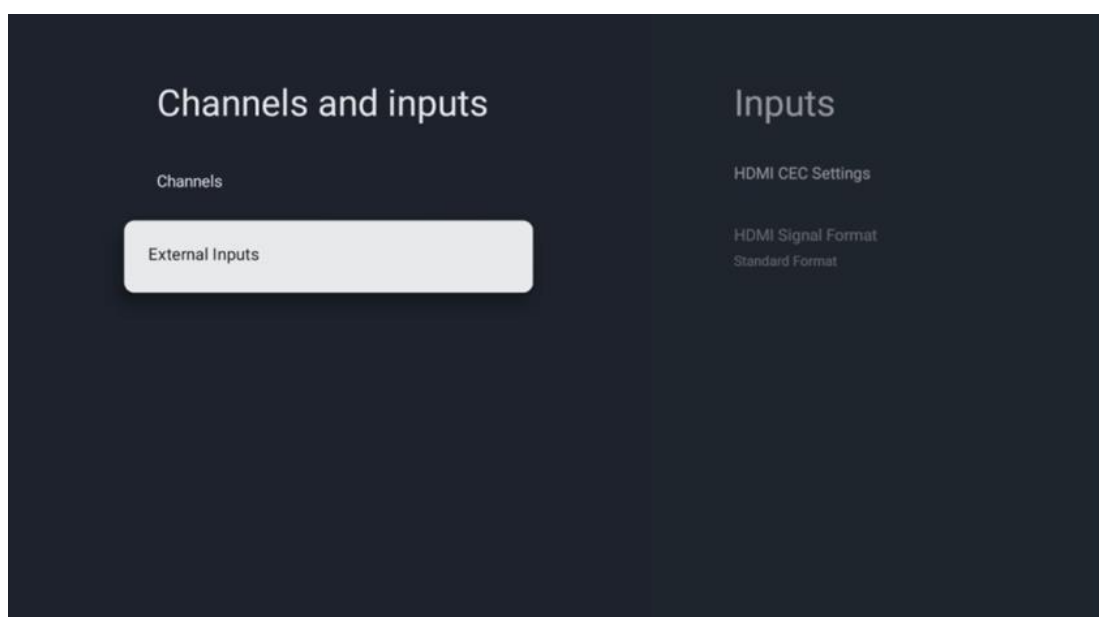 Channels and inputs
Channels
External Inputs
Inputs
HDMI CEC Settings
HDMI Signal Format
Standard Format